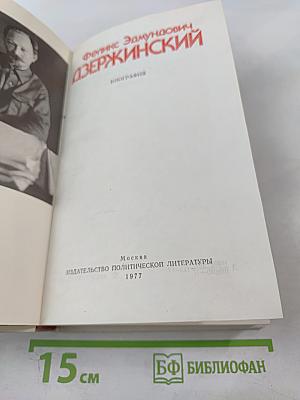 Феликс Эдмундович
ДЗЕРЖИНСКИЙ
БИОГРАФИЯ
Москва
ИЗДАТЕЛЬСТВО ПОЛИТИЧЕСКОЙ ЛИТЕРАТУРЫ
1977
15 см
БФ БИБЛИОФАН